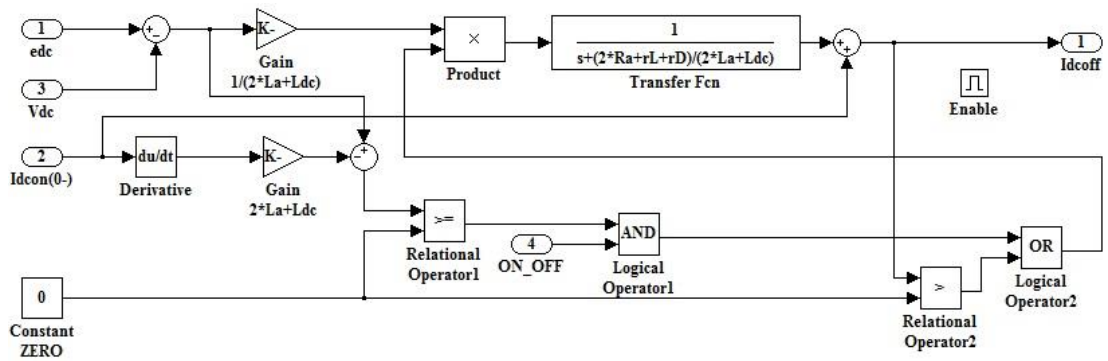 1
edc
3
Vdc
2
Idcon(0-)
+
−
K-
Gain
1/(2*La+Ldc)
×
Product
1
s+(2*Ra+rL+rD)/(2*La+Ldc)
Transfer Fcn
+
+
1
Idcoff
Enable
du/dt
Derivative
K-
Gain
2*La+Ldc
−
+
>=
Relational
Operator1
4
ON_OFF
AND
Logical
Operator1
OR
Logical
Operator2
>
Relational
Operator2
0
Constant
ZERO